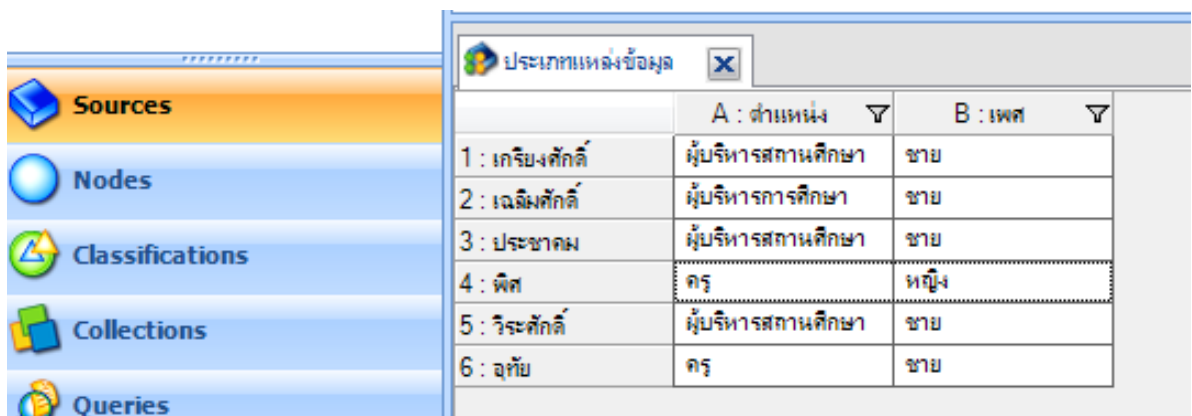 Sources
Nodes
Classifications
Collections
Queries
ประเภทแหล่งข้อมูล
A : ตำแหน่ง B : เพศ
1 : เกรียงศักดิ์ ผู้บริหารสถานศึกษา ชาย
2 : เฉลิมศักดิ์ ผู้บริหารการศึกษา ชาย
3 : ประชาคม ผู้บริหารสถานศึกษา ชาย
4 : พิศ ครู หญิง
5 : วิระศักดิ์ ผู้บริหารสถานศึกษา ชาย
6 : อุทัย ครู ชาย